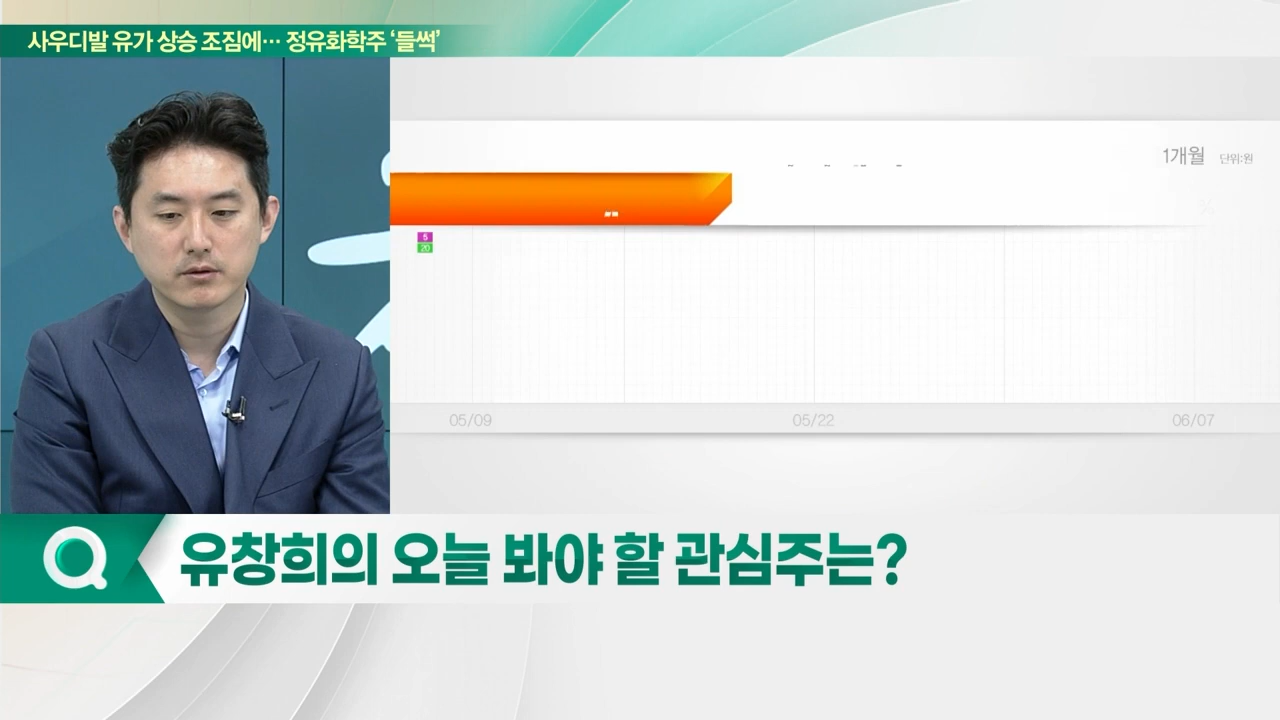 사우디발 유가 상승 조짐에… 정유화학주 ‘들썩’
1개월 단위:원
5
20
05/09 05/22 06/07
유창희의 오늘 봐야 할 관심주는?